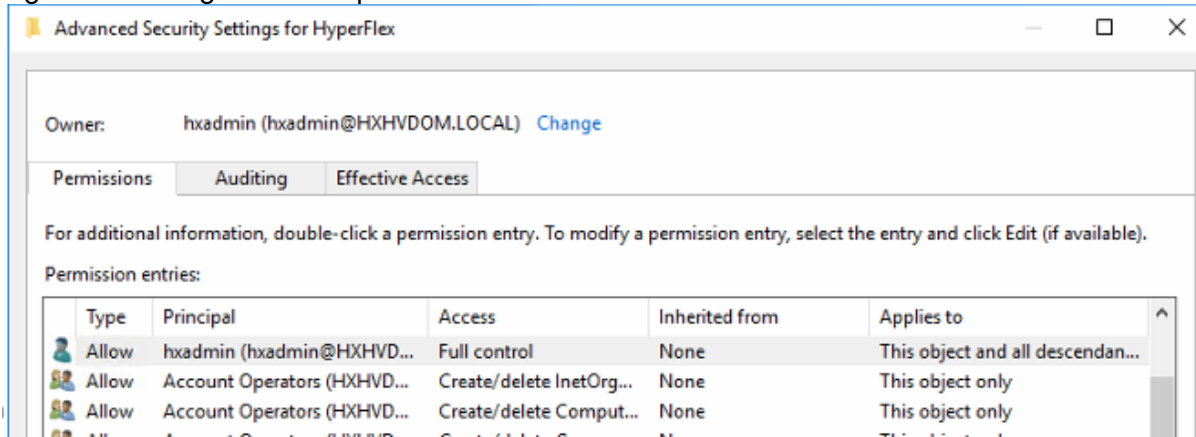 Advanced Security Settings for HyperFlex
Owner: hxadmin (hxadmin@HXHVDOM.LOCAL) Change
Permissions Auditing Effective Access
For additional information, double-click a permission entry. To modify a permission entry, select the entry and click Edit (if available).
Permission entries:
Type Principal Access Inherited from Applies to
Allow hxadmin (hxadmin@HXHVD... Full control None This object and all descendan...
Allow Account Operators (HXHVD... Create/delete InetOrg... None This object only
Allow Account Operators (HXHVD... Create/delete Comput... None This object only